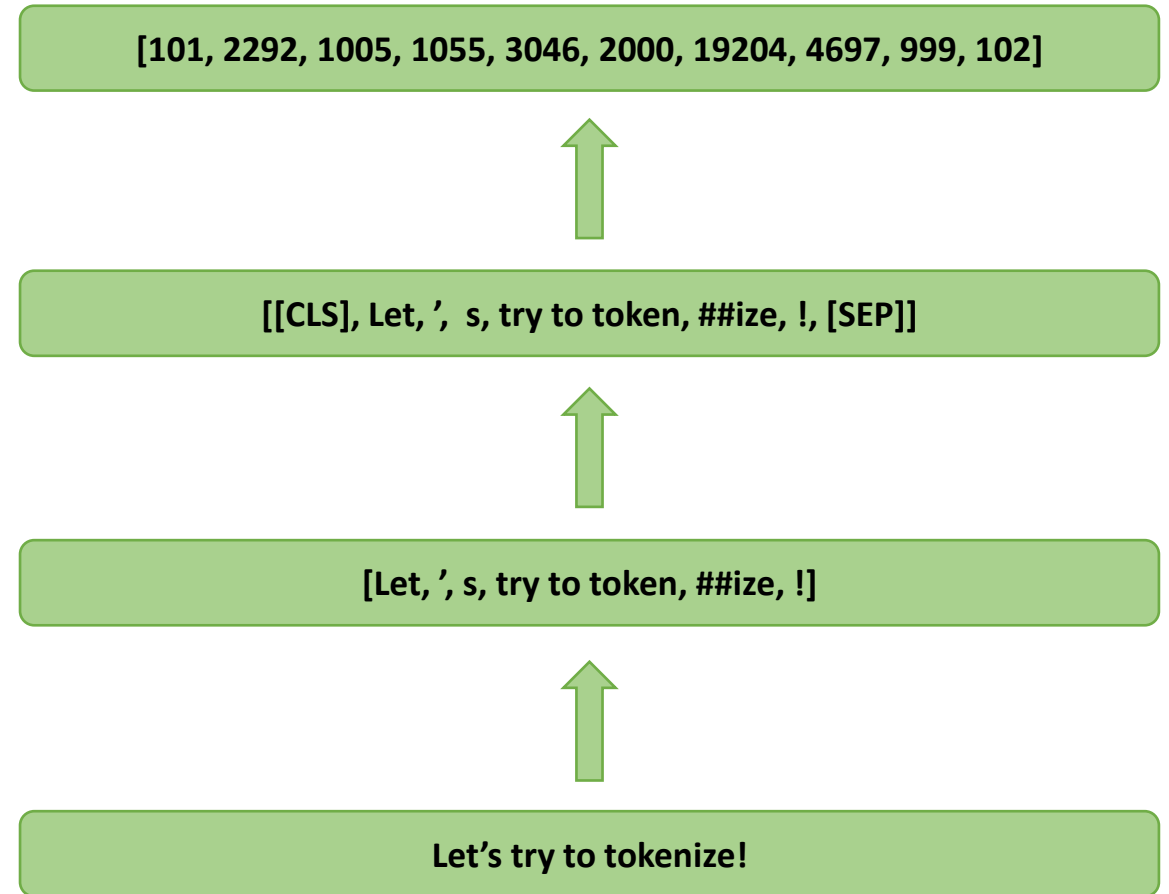 [101, 2292, 1005, 1055, 3046, 2000, 19204, 4697, 999, 102]
[[CLS], Let, ’,  s, try to token, ##ize, !, [SEP]]
[Let, ’, s, try to token, ##ize, !]
Let’s try to tokenize!